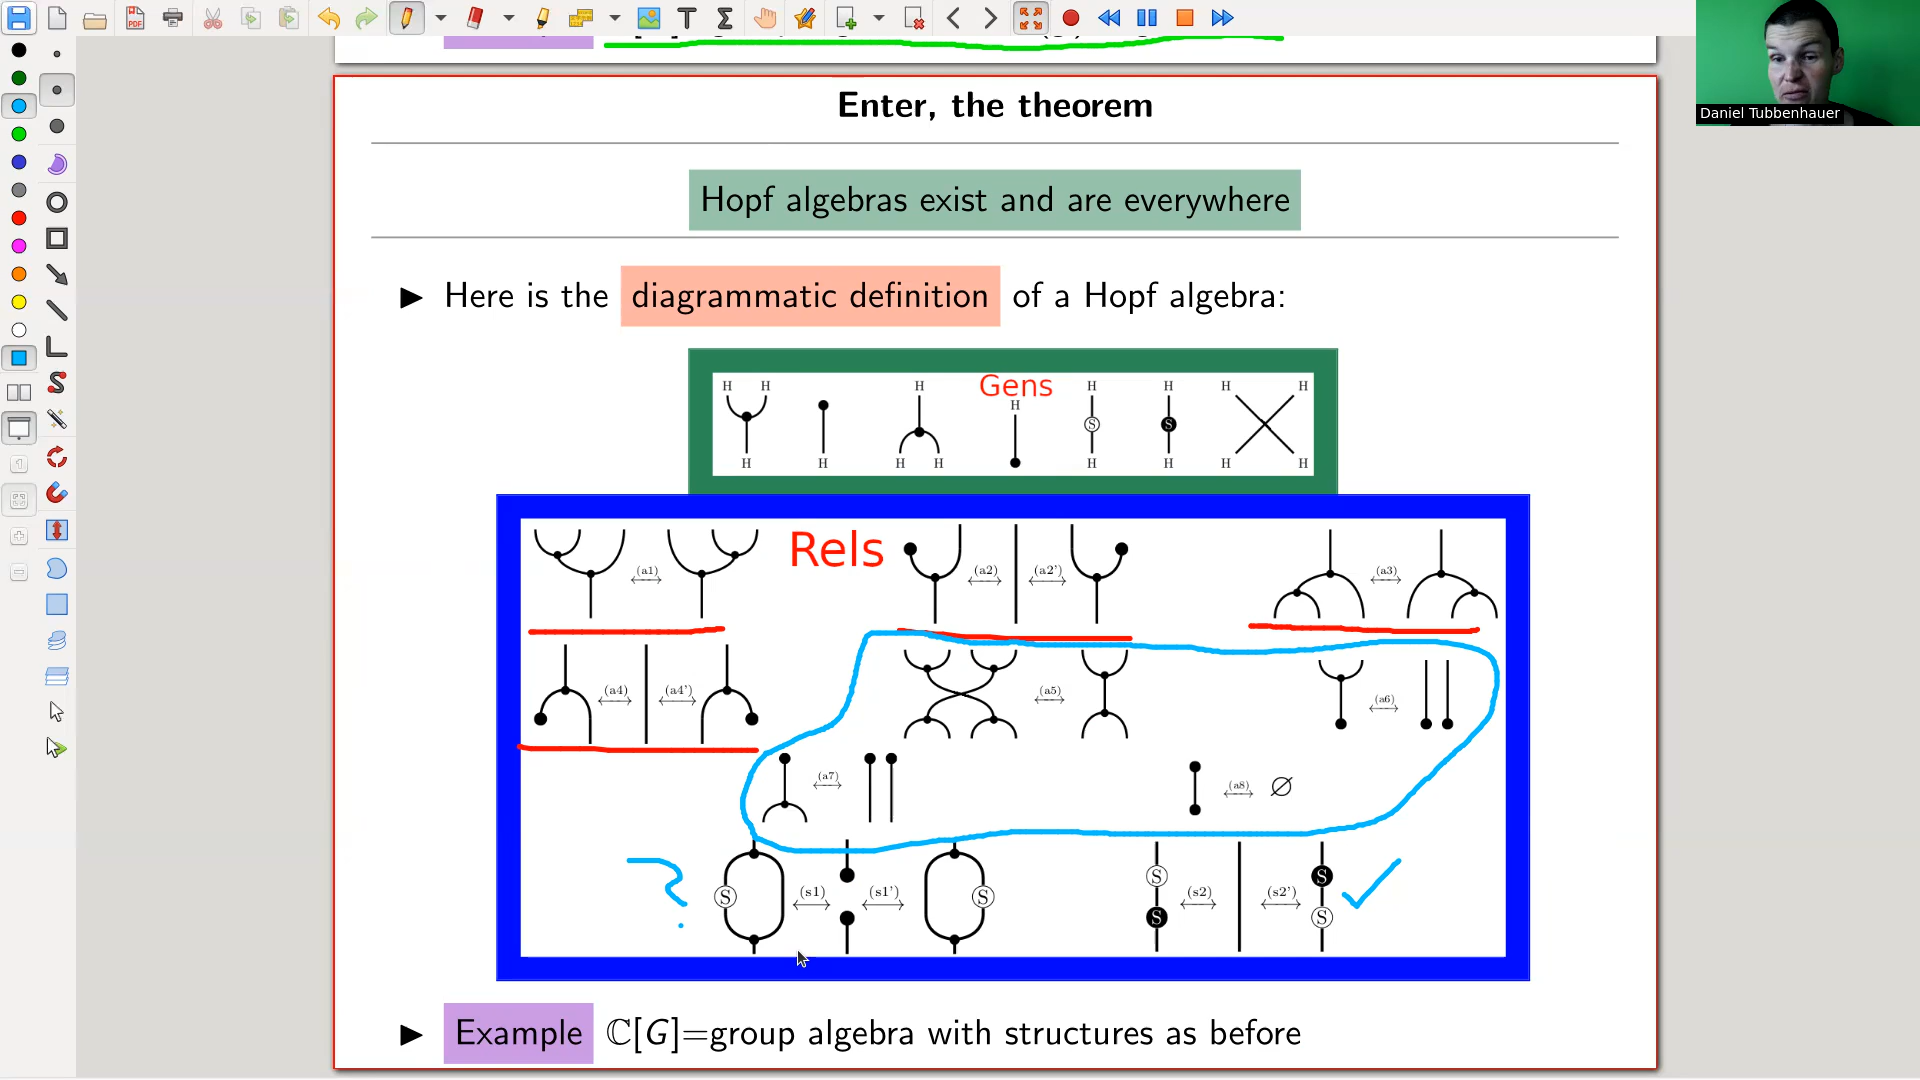 Daniel Tubbenhauer
Enter, the theorem
Hopf algebras exist and are everywhere
▶ Here is the diagrammatic definition of a Hopf algebra:
Gens
H H H H H H H H
S S
H H H H H H H H
Rels
(a1) (a2) (a2') (a3)
(a4) (a4') (a5) (a6)
(a7) (a8) ∅
S (s1) (s1') S S S (s2) (s2') S S
?
▶ Example ℂ[G]=group algebra with structures as before